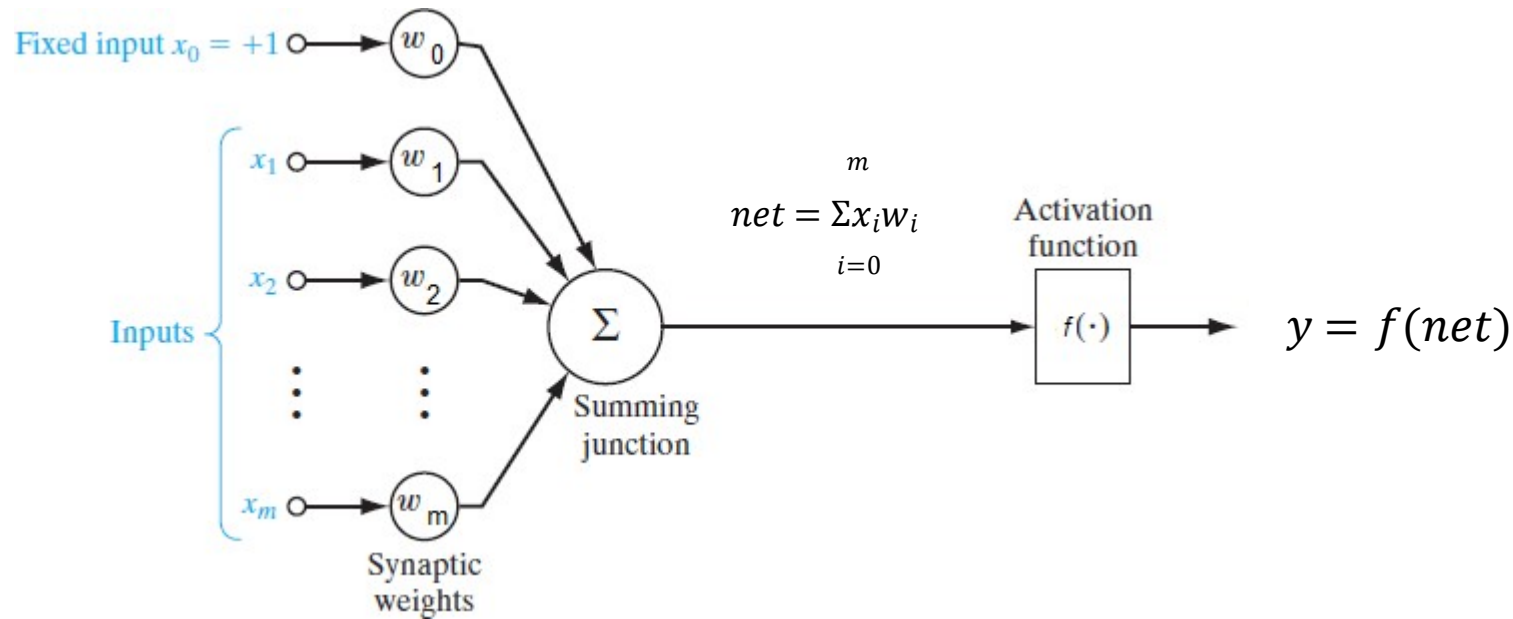 Fixed input x₀ = +1
w₀
x₁
w₁
x₂
w₂
Inputs
⋮ ⋮
xₘ
wₘ
Synaptic
weights
Σ
Summing
junction
m
net = Σxᵢwᵢ
i=0
Activation
function
f(·)
y = f(net)